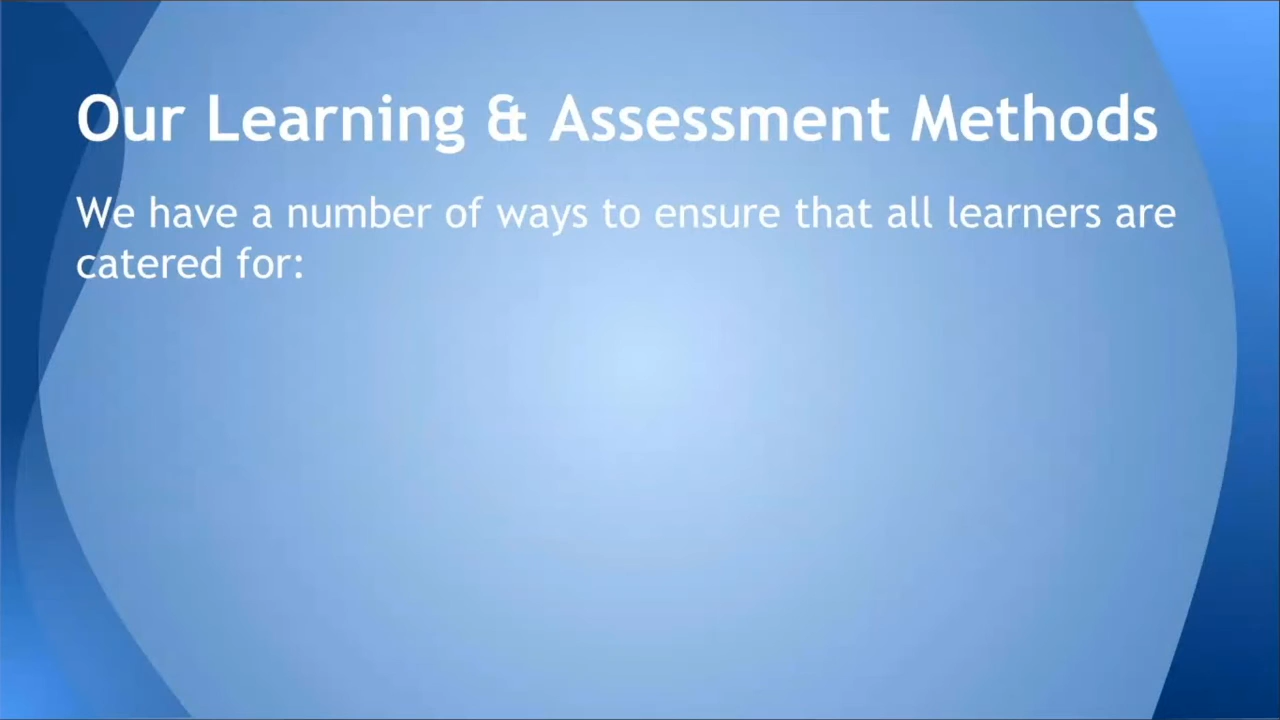 Our Learning & Assessment Methods
We have a number of ways to ensure that all learners are
catered for: